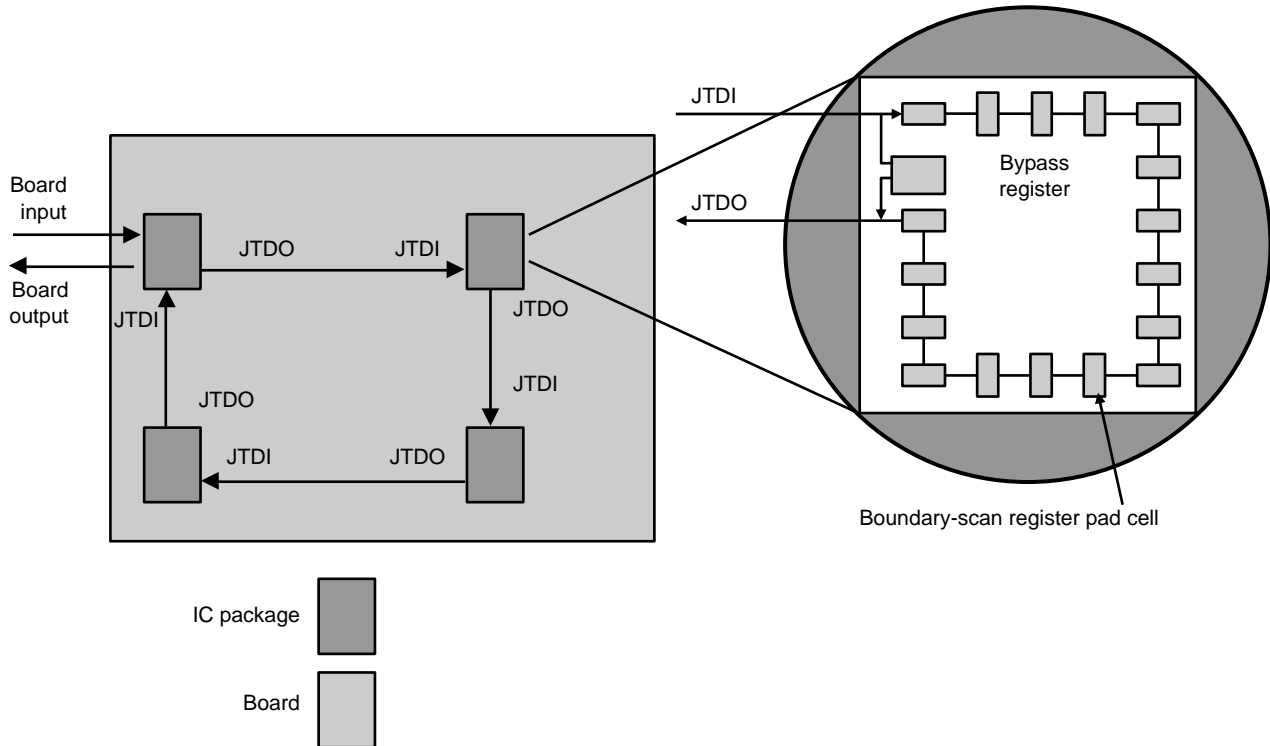 JTDI
Bypass
register
JTDO
Board
input
Board
output
JTDO
JTDI
JTDI
JTDO
JTDI
JTDO
JTDI
JTDO
Boundary-scan register pad cell
IC package
Board